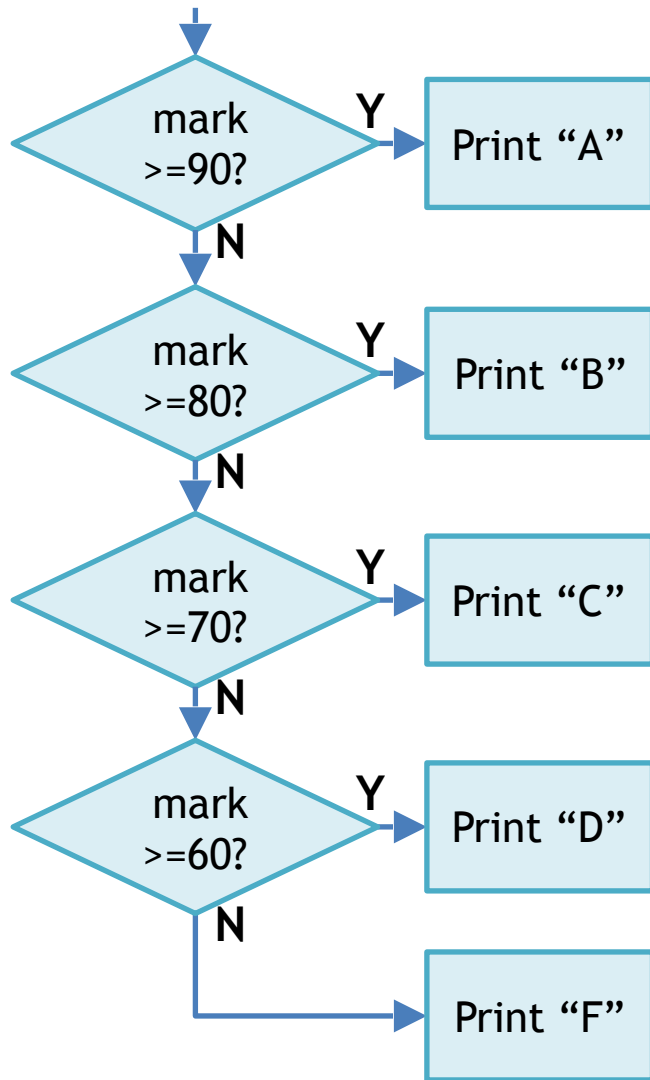 mark
>=90?
Y
Print “A”
N
mark
>=80?
Y
Print “B”
N
mark
>=70?
Y
Print “C”
N
mark
>=60?
Y
Print “D”
N
Print “F”